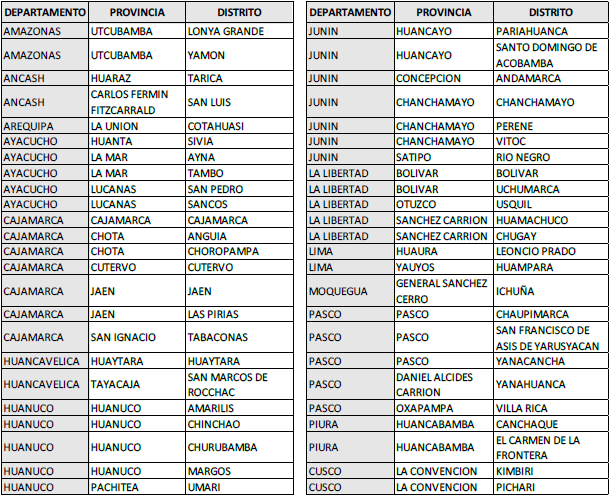 DEPARTAMENTO PROVINCIA DISTRITO
AMAZONAS UTCUBAMBA LONYA GRANDE
AMAZONAS UTCUBAMBA YAMON
ANCASH HUARAZ TARICA
ANCASH CARLOS FERMIN FITZCARRALD SAN LUIS
AREQUIPA LA UNION COTAHUASI
AYACUCHO HUANTA SIVIA
AYACUCHO LA MAR AYNA
AYACUCHO LA MAR TAMBO
AYACUCHO LUCANAS SAN PEDRO
AYACUCHO LUCANAS SANCOS
CAJAMARCA CAJAMARCA CAJAMARCA
CAJAMARCA CHOTA ANGUIA
CAJAMARCA CHOTA CHOROPAMPA
CAJAMARCA CUTERVO CUTERVO
CAJAMARCA JAEN JAEN
CAJAMARCA JAEN LAS PIRIAS
CAJAMARCA SAN IGNACIO TABACONAS
HUANCAVELICA HUAYTARA HUAYTARA
HUANCAVELICA TAYACAJA SAN MARCOS DE ROCCHAC
HUANUCO HUANUCO AMARILIS
HUANUCO HUANUCO CHINCHAO
HUANUCO HUANUCO CHURUBAMBA
HUANUCO HUANUCO MARGOS
HUANUCO PACHITEA UMARI
DEPARTAMENTO PROVINCIA DISTRITO
JUNIN HUANCAYO PARIAHUANCA
JUNIN HUANCAYO SANTO DOMINGO DE ACOBAMBA
JUNIN CONCEPCION ANDAMARCA
JUNIN CHANCHAMAYO CHANCHAMAYO
JUNIN CHANCHAMAYO PERENE
JUNIN CHANCHAMAYO VITOC
JUNIN SATIPO RIO NEGRO
LA LIBERTAD BOLIVAR BOLIVAR
LA LIBERTAD BOLIVAR UCHUMARCA
LA LIBERTAD OTUZCO USQUIL
LA LIBERTAD SANCHEZ CARRION HUAMACHUCO
LA LIBERTAD SANCHEZ CARRION CHUGAY
LIMA HUAURA LEONCIO PRADO
LIMA YAUYOS HUAMPARA
MOQUEGUA GENERAL SANCHEZ CERRO ICHUÑA
PASCO PASCO CHAUPIMARCA
PASCO PASCO SAN FRANCISCO DE ASIS DE YARUSYACAN
PASCO PASCO YANACANCHA
PASCO DANIEL ALCIDES CARRION YANAHUANCA
PASCO OXAPAMPA VILLA RICA
PIURA HUANCABAMBA CANCHAQUE
PIURA HUANCABAMBA EL CARMEN DE LA FRONTERA
CUSCO LA CONVENCION KIMBIRI
CUSCO LA CONVENCION PICHARI